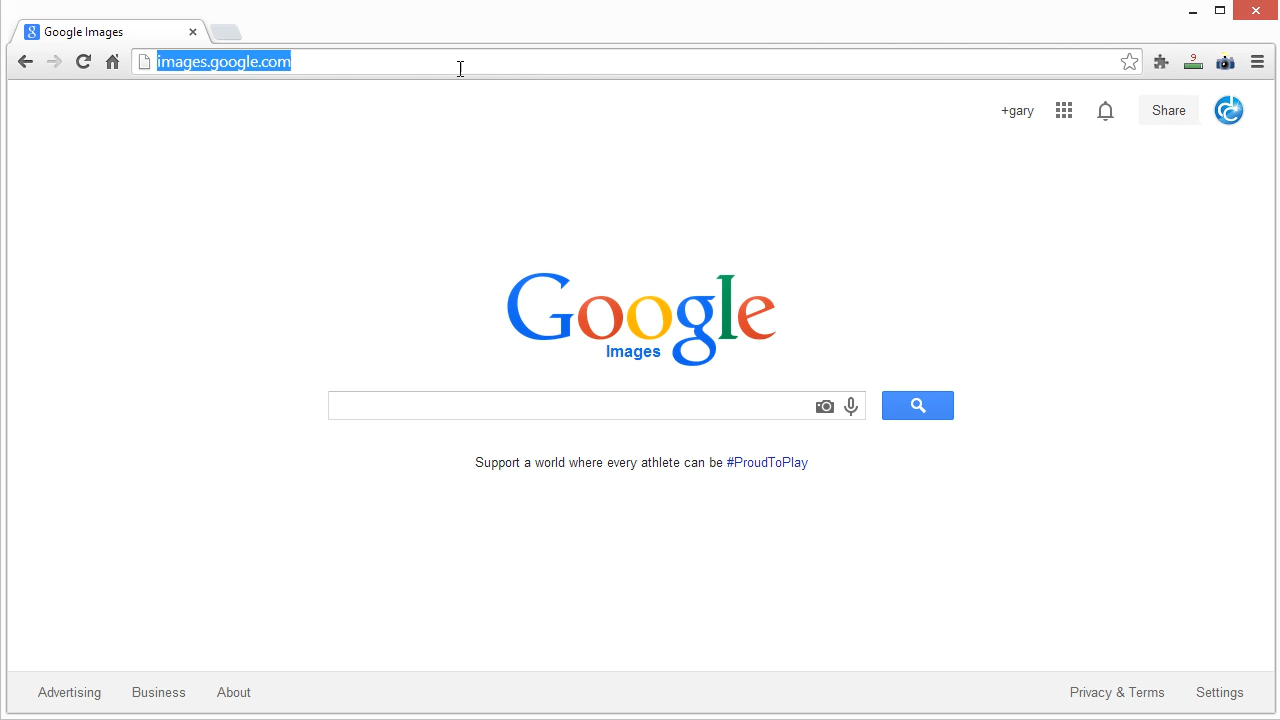 Google Images
images.google.com
9
+gary
Share
Google
Images
Support a world where every athlete can be #ProudToPlay
Advertising
Business
About
Privacy & Terms
Settings